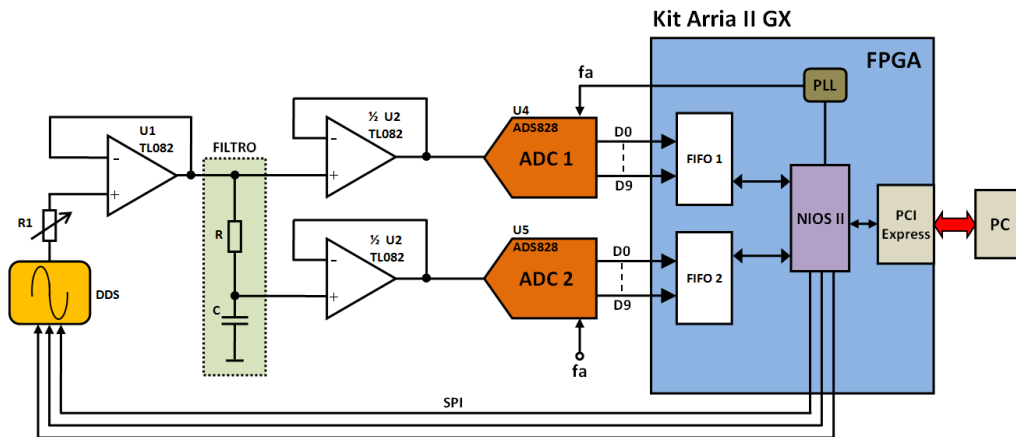 Kit Arria II GX
FPGA
fa
PLL
U1
TL082
½ U2
TL082
U4
ADS828
ADC 1
D0
D9
FIFO 1
FILTRO
R1
R
NIOS II
PCI
Express
PC
½ U2
TL082
U5
ADS828
ADC 2
D0
D9
FIFO 2
DDS
C
fa
SPI